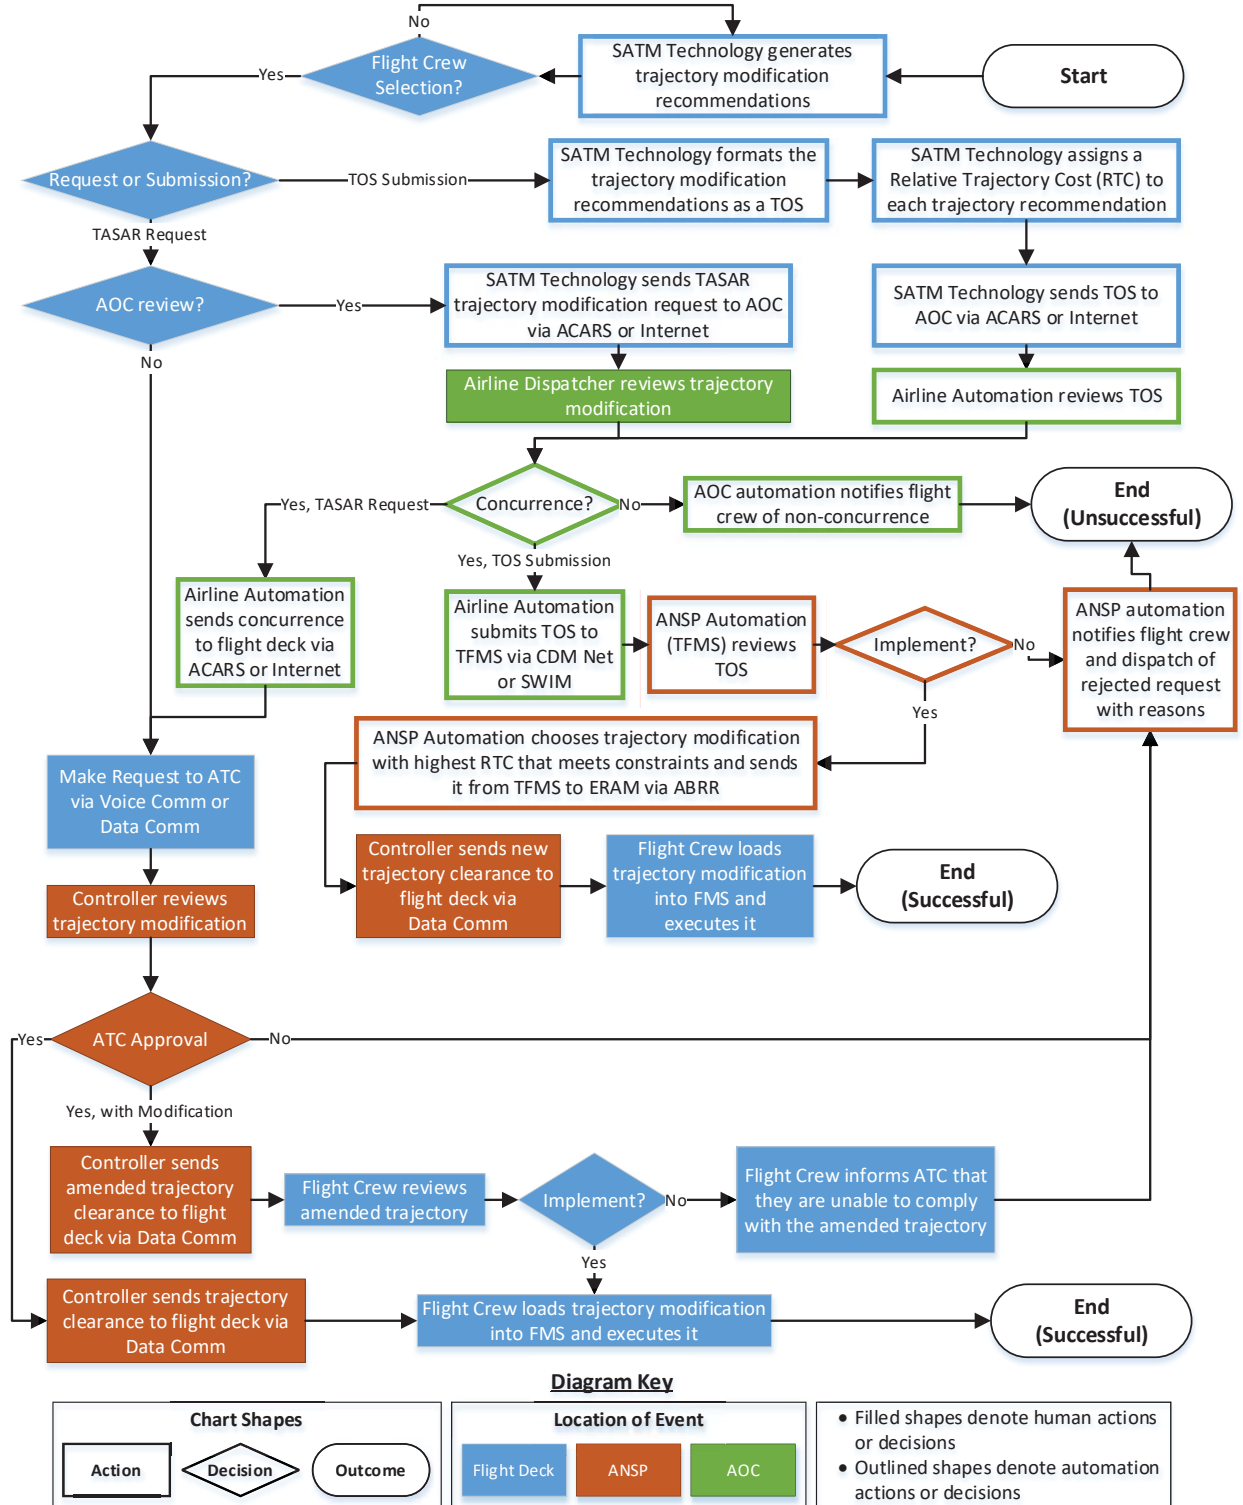 No
SATM Technology generates
trajectory modification
recommendations
Flight Crew
Selection?
Start
Yes
Request or Submission?
TOS Submission
SATM Technology formats the
trajectory modification
recommendations as a TOS
SATM Technology assigns a
Relative Trajectory Cost (RTC) to
each trajectory recommendation
TASAR Request
AOC review?
Yes
SATM Technology sends TASAR
trajectory modification request to AOC
via ACARS or Internet
SATM Technology sends TOS to
AOC via ACARS or Internet
No
Airline Dispatcher reviews trajectory
modification
Airline Automation reviews TOS
Yes, TASAR Request
Concurrence?
No
AOC automation notifies flight
crew of non-concurrence
End
(Unsuccessful)
Yes, TOS Submission
Airline Automation
sends concurrence
to flight deck via
ACARS or Internet
Airline Automation
submits TOS to
TFMS via CDM Net
or SWIM
ANSP Automation
(TFMS) reviews
TOS
Implement?
No
ANSP automation
notifies flight crew
and dispatch of
rejected request
with reasons
Yes
ANSP Automation chooses trajectory modification
with highest RTC that meets constraints and sends
it from TFMS to ERAM via ABRR
Make Request to ATC
via Voice Comm or
Data Comm
Controller sends new
trajectory clearance to
flight deck via
Data Comm
Flight Crew loads
trajectory modification
into FMS and
executes it
End
(Successful)
Controller reviews
trajectory modification
Yes
ATC Approval
No
Yes, with Modification
Controller sends
amended trajectory
clearance to flight
deck via Data Comm
Flight Crew reviews
amended trajectory
Implement?
No
Flight Crew informs ATC that
they are unable to comply
with the amended trajectory
Yes
Controller sends trajectory
clearance to flight deck via
Data Comm
Flight Crew loads trajectory modification
into FMS and executes it
End
(Successful)
Diagram Key
Chart Shapes
Action
Decision
Outcome
Location of Event
Flight Deck
ANSP
AOC
• Filled shapes denote human actions
or decisions
• Outlined shapes denote automation
actions or decisions